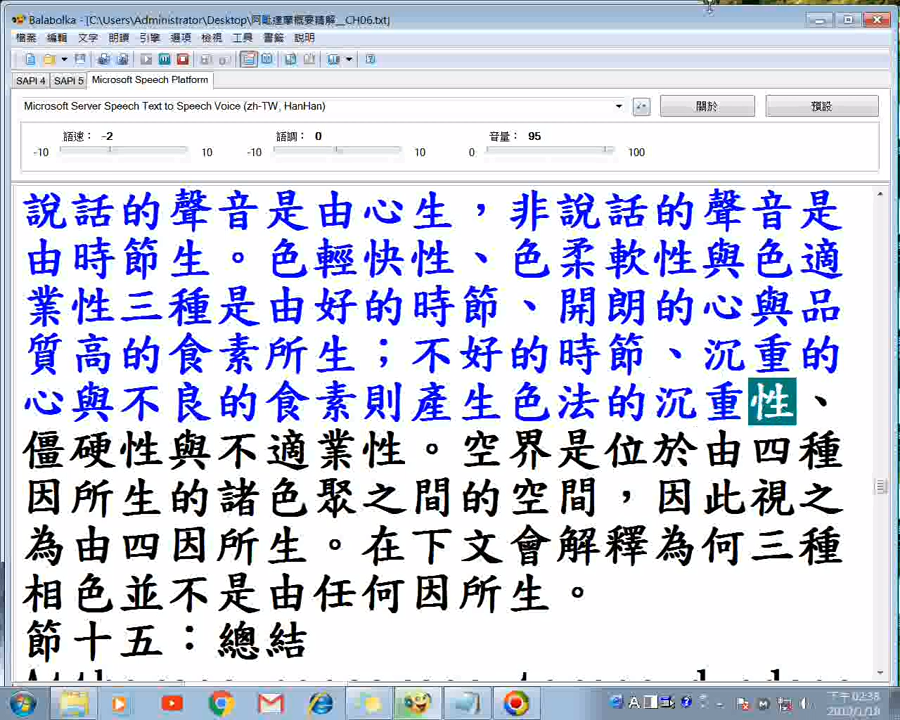 Balabolka - [C:\Users\Administrator\Desktop\阿毗達摩概要精解__CH06.txt]
檔案 編輯 文字 朗讀 引擎 選項 檢視 工具 書籤 說明
SAPI 4 SAPI 5 Microsoft Speech Platform
Microsoft Server Speech Text to Speech Voice (zh-TW, HanHan) 關於 預設
語速： -2 語調： 0 音量： 95
-10 10 -10 10 0 100
說話的聲音是由心生，非說話的聲音是
由時節生。色輕快性、色柔軟性與色適
業性三種是由好的時節、開朗的心與品
質高的食素所生；不好的時節、沉重的
心與不良的食素則產生色法的沉重性、
僵硬性與不適業性。空界是位於由四種
因所生的諸色聚之間的空間，因此視之
為由四因所生。在下文會解釋為何三種
相色並不是由任何因所生。
節十五：總結
下午 02:38